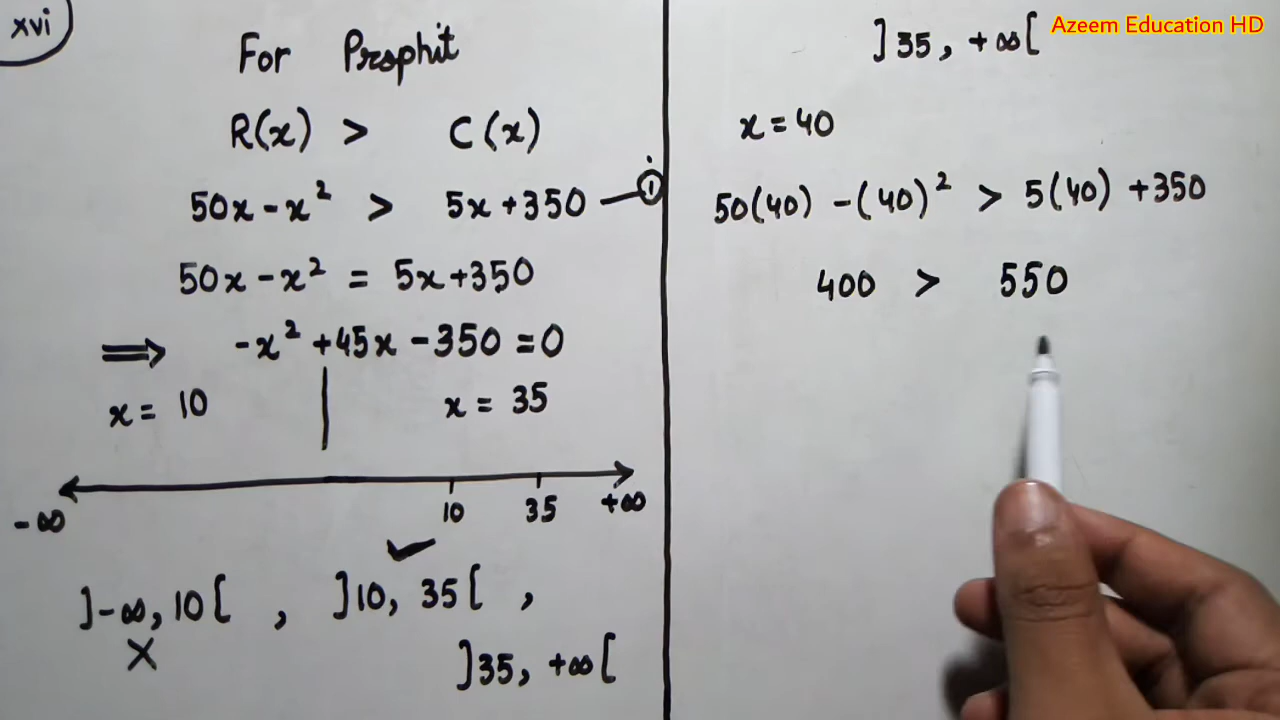 xvi
For Prophit
R(x) > C(x)
50x - x² > 5x + 350 — ①
50x - x² = 5x + 350
⟹ -x² + 45x - 350 = 0
x = 10 | x = 35
-∞ 10 35 +∞
]-∞, 10[ , ]10, 35[ ,
]35, +∞[
Azeem Education HD
]35, +∞[
x = 40
50(40) - (40)² > 5(40) + 350
400 > 550